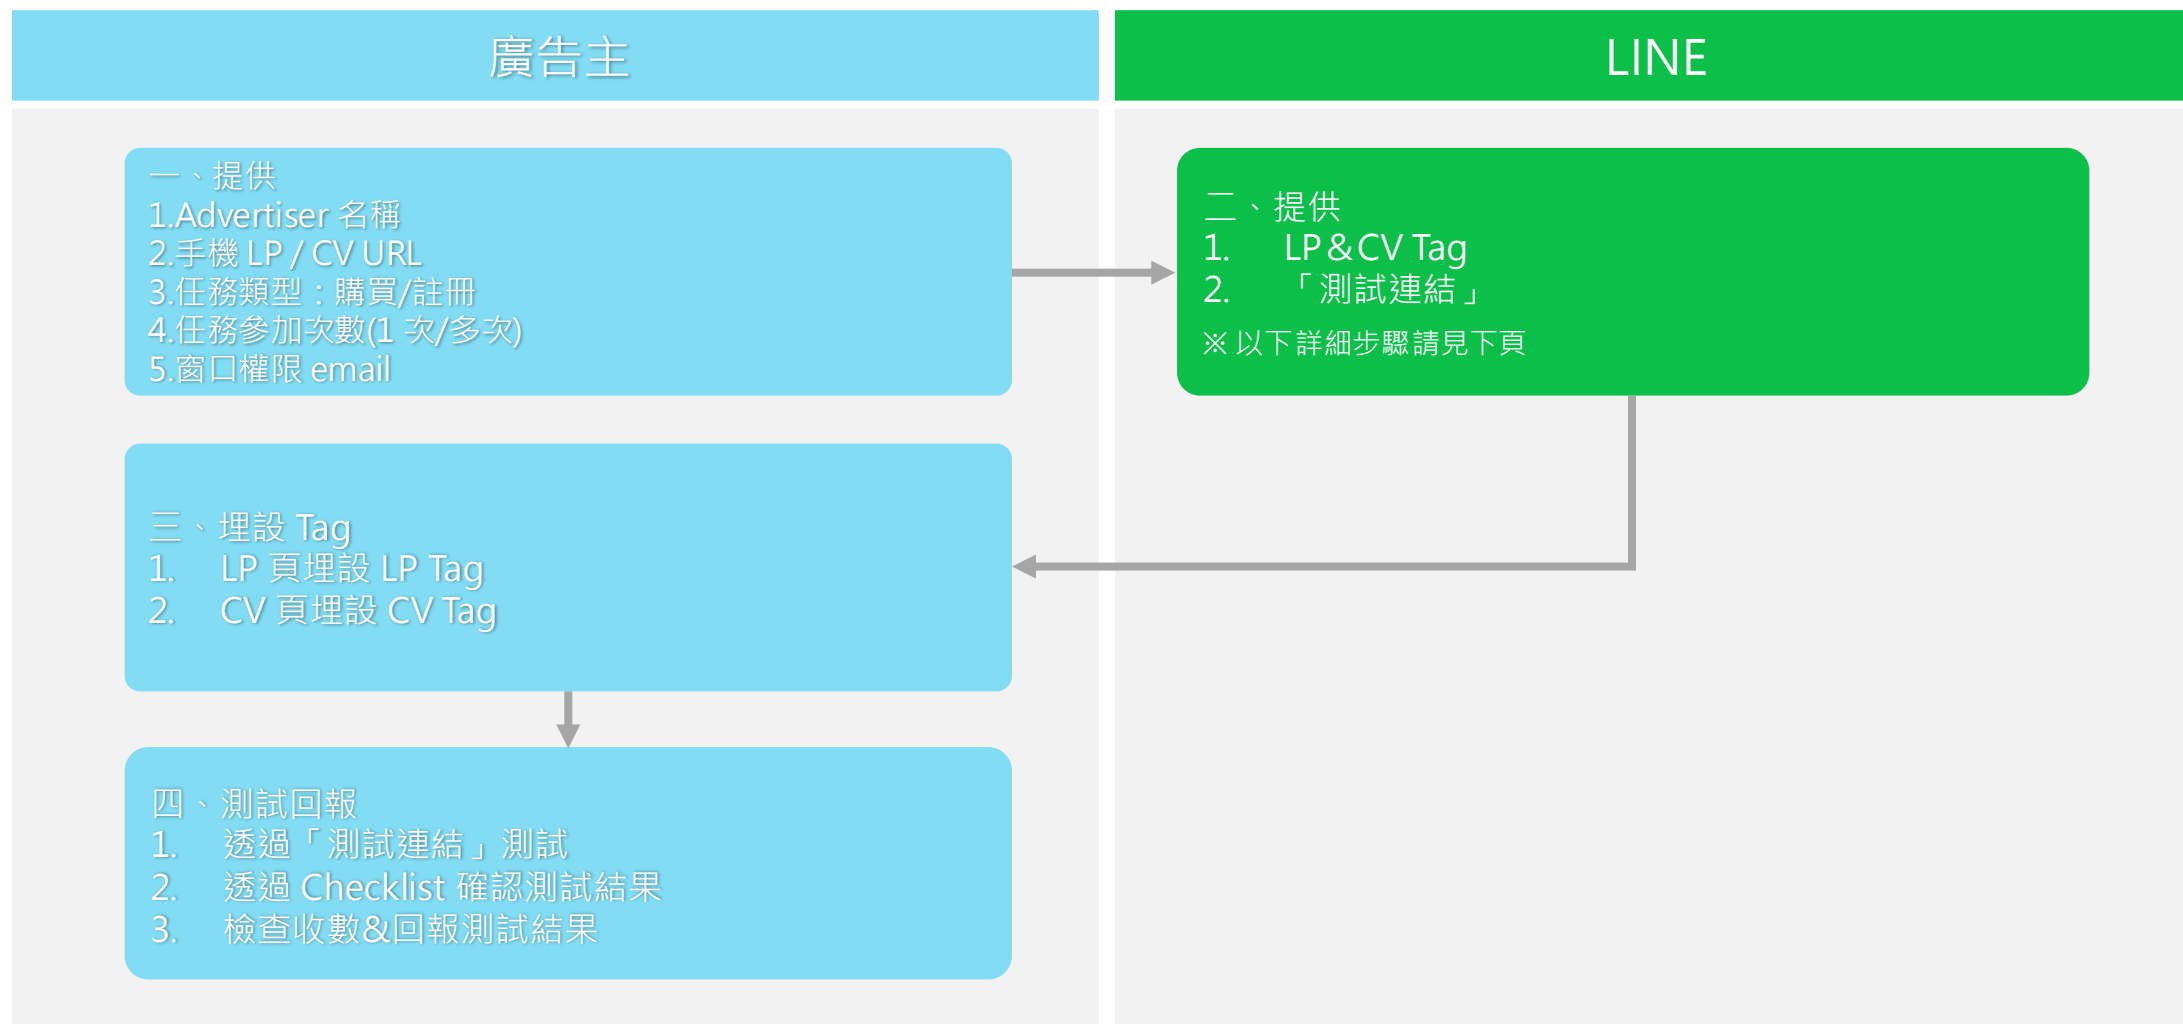 廣告主
LINE
一、提供
1.Advertiser 名稱
2.手機 LP / CV URL
3.任務類型：購買/註冊
4.任務參加次數(1 次/多次)
5.窗口權限 email
二、提供
1. LP＆CV Tag
2. 「測試連結」
※ 以下詳細步驟請見下頁
三、埋設 Tag
1. LP 頁埋設 LP Tag
2. CV 頁埋設 CV Tag
四、測試回報
1. 透過「測試連結」測試
2. 透過 Checklist 確認測試結果
3. 檢查收數&回報測試結果